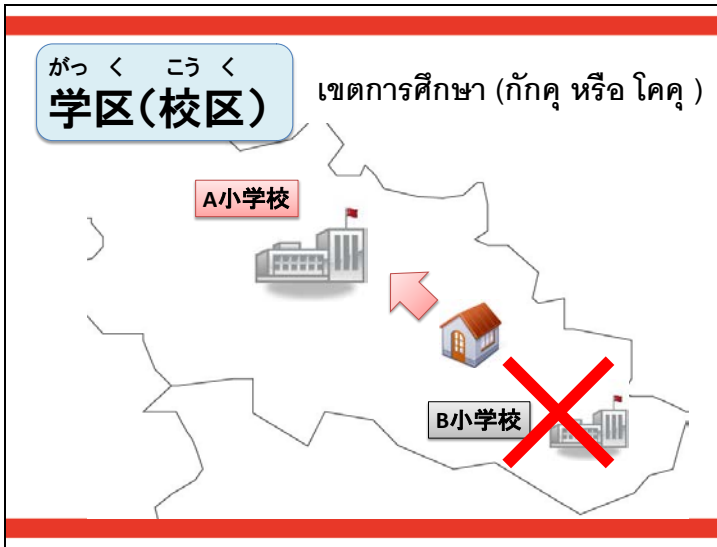 がっ く こう く
学区(校区)
เขตการศึกษา (กักคุ หรือ โคคุ )
A小学校
B小学校